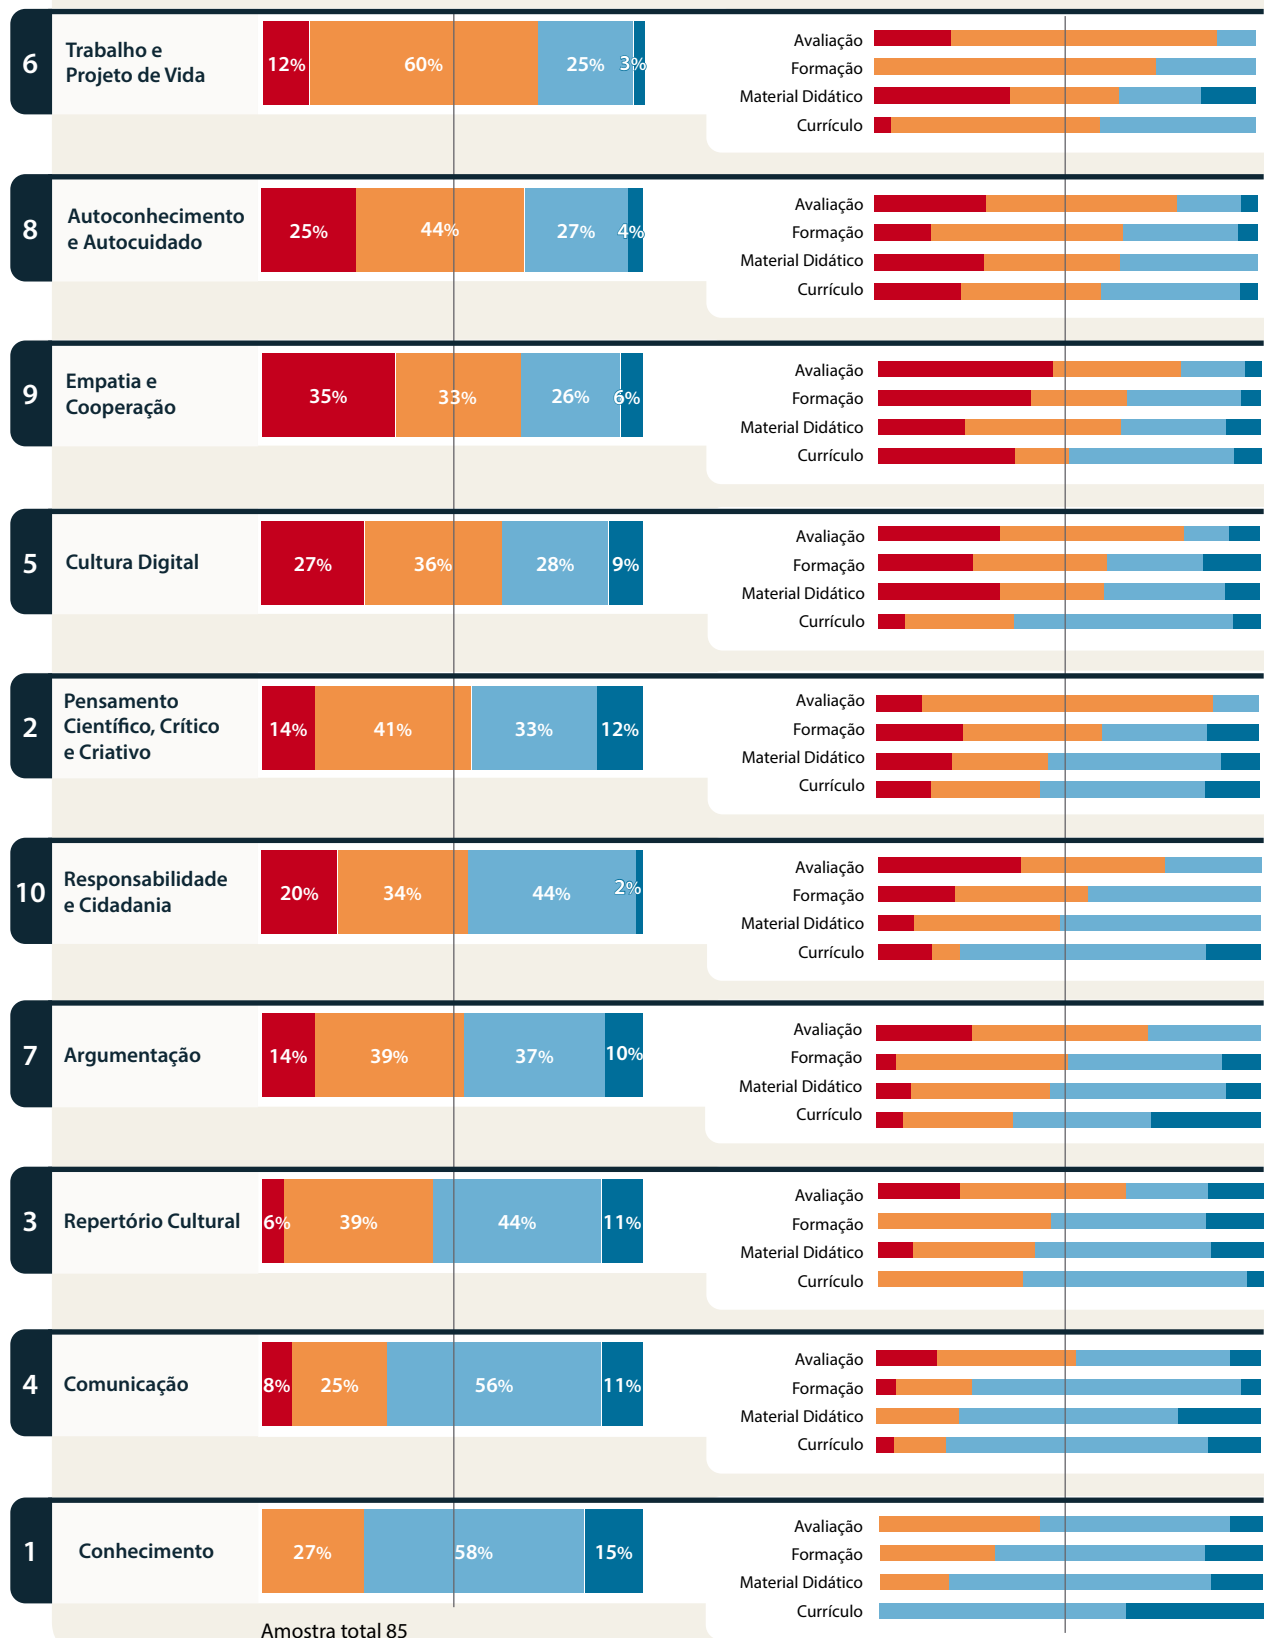 6
Trabalho e
Projeto de Vida
12% 60% 25% 3%
Avaliação
Formação
Material Didático
Currículo
8
Autoconhecimento
e Autocuidado
25% 44% 27% 4%
Avaliação
Formação
Material Didático
Currículo
9
Empatia e
Cooperação
35% 33% 26% 6%
Avaliação
Formação
Material Didático
Currículo
5
Cultura Digital
27% 36% 28% 9%
Avaliação
Formação
Material Didático
Currículo
2
Pensamento
Científico, Crítico
e Criativo
14% 41% 33% 12%
Avaliação
Formação
Material Didático
Currículo
10
Responsabilidade
e Cidadania
20% 34% 44% 2%
Avaliação
Formação
Material Didático
Currículo
7
Argumentação
14% 39% 37% 10%
Avaliação
Formação
Material Didático
Currículo
3
Repertório Cultural
6% 39% 44% 11%
Avaliação
Formação
Material Didático
Currículo
4
Comunicação
8% 25% 56% 11%
Avaliação
Formação
Material Didático
Currículo
1
Conhecimento
27% 58% 15%
Avaliação
Formação
Material Didático
Currículo
Amostra total 85